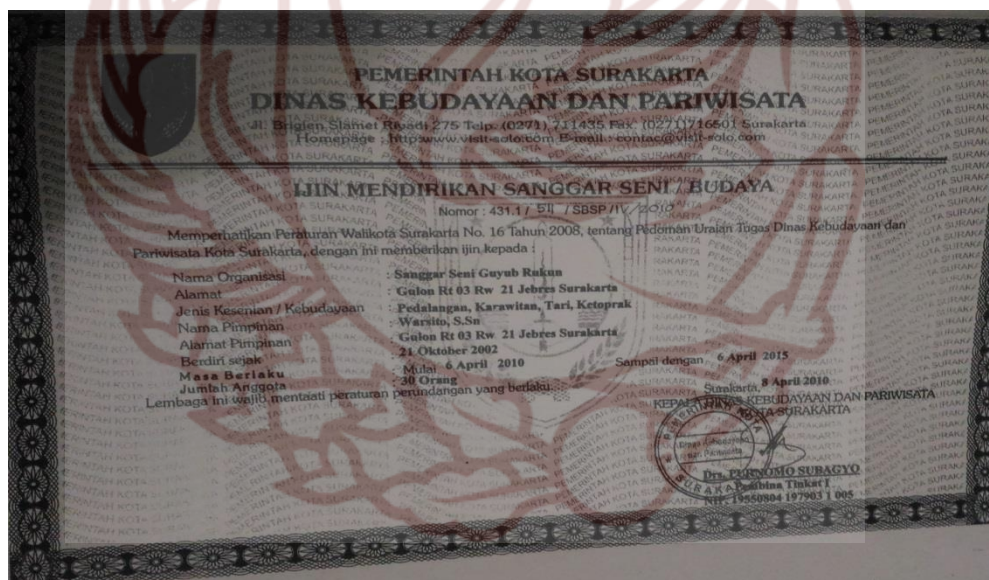 PEMERINTAH KOTA SURAKARTA
DINAS KEBUDAYAAN DAN PARIWISATA
Jl. Brigjen Slamet Riyadi 275 Telp. (0271) 711435 Fax. (0271)716501 Surakarta
Homepage : http:www.visit-solo.com E-mail : contac@visit-solo.com
IJIN MENDIRIKAN SANGGAR SENI / BUDAYA
Nomor : 431.1 / 511 / SBSP / IV / 2010
Memperhatikan Peraturan Walikota Surakarta No. 16 Tahun 2008, tentang Pedoman Uraian Tugas Dinas Kebudayaan dan
Pariwisata Kota Surakarta, dengan ini memberikan ijin kepada :
Nama Organisasi : Sanggar Seni Guyub Rukun
Alamat : Gulon Rt 03 Rw 21 Jebres Surakarta
Jenis Kesenian / Kebudayaan : Pedalangan, Karawitan, Tari, Ketoprak
Nama Pimpinan : Warsito, S.Sn
Alamat Pimpinan : Gulon Rt 03 Rw 21 Jebres Surakarta
Berdiri sejak : 21 Oktober 2002
Masa Berlaku : Mulai 6 April 2010 Sampai dengan 6 April 2015
Jumlah Anggota : 30 Orang
Lembaga ini wajib mentaati peraturan perundangan yang berlaku
Surakarta, 8 April 2010
KEPALA DINAS KEBUDAYAAN DAN PARIWISATA
KOTA SURAKARTA
Drs. PURNOMO SUBAGYO
Pembina Tingkat I
NIP. 19550804 197903 1 005